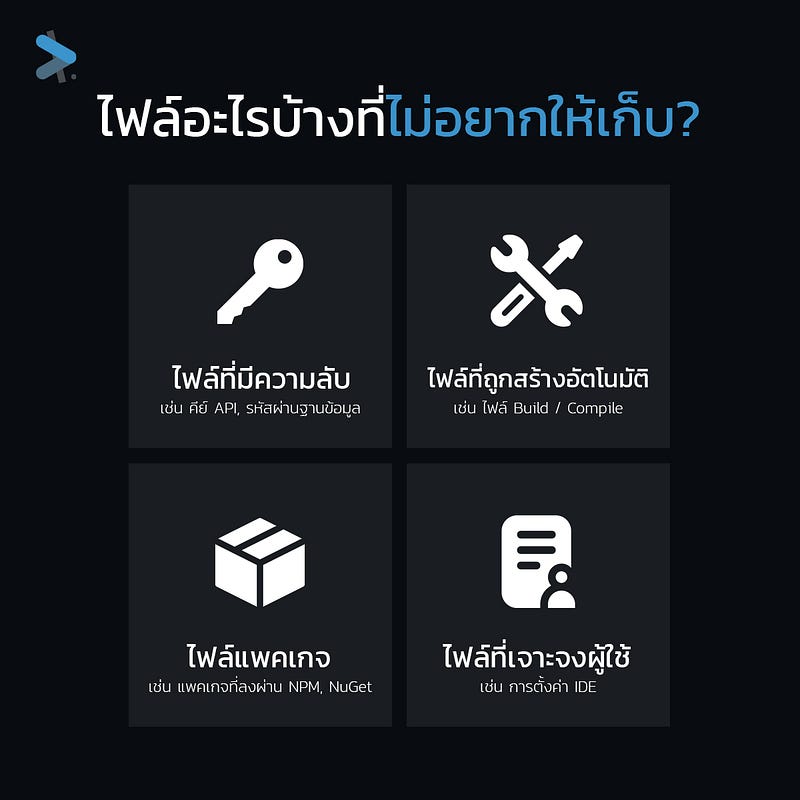 ไฟล์อะไรบ้างที่ไม่อยากให้เก็บ?
ไฟล์ที่มีความลับ
เช่น คีย์ API, รหัสผ่านฐานข้อมูล
ไฟล์ที่ถูกสร้างอัตโนมัติ
เช่น ไฟล์ Build / Compile
ไฟล์แพคเกจ
เช่น แพคเกจที่ลงผ่าน NPM, NuGet
ไฟล์ที่เจาะจงผู้ใช้
เช่น การตั้งค่า IDE